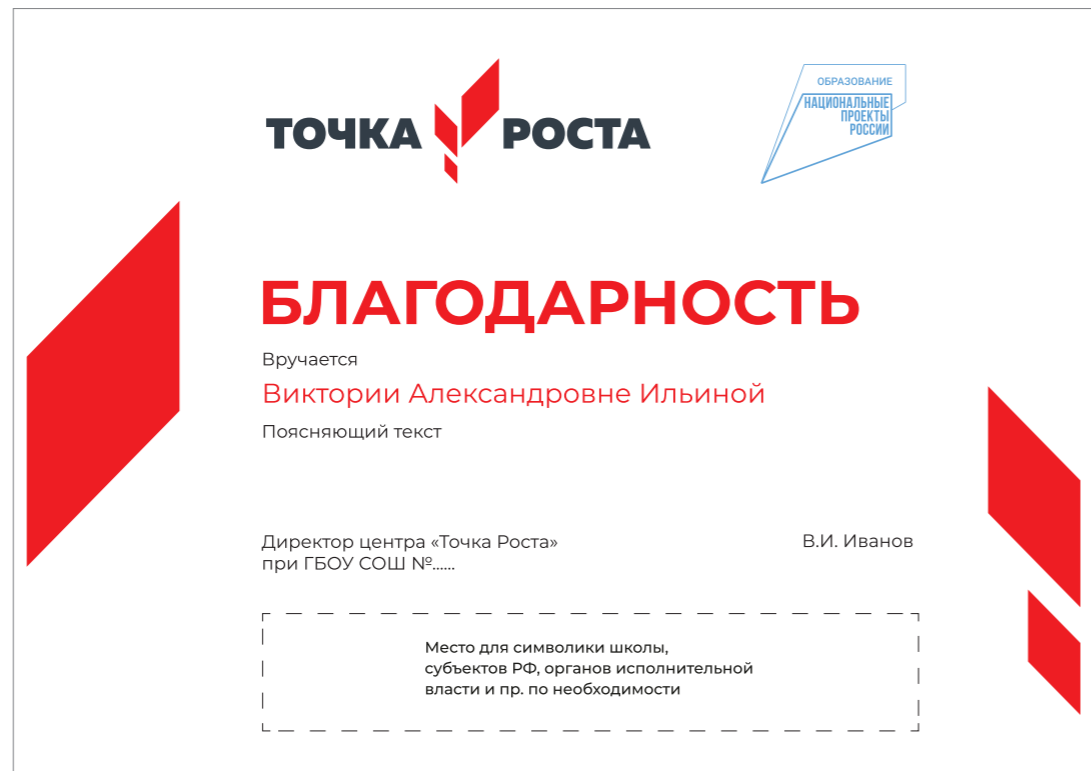 ТОЧКА РОСТА
ОБРАЗОВАНИЕ
НАЦИОНАЛЬНЫЕ
ПРОЕКТЫ
РОССИИ
БЛАГОДАРНОСТЬ
Вручается
Виктории Александровне Ильиной
Поясняющий текст
Директор центра «Точка Роста» В.И. Иванов
при ГБОУ СОШ №......
Место для символики школы,
субъектов РФ, органов исполнительной
власти и пр. по необходимости